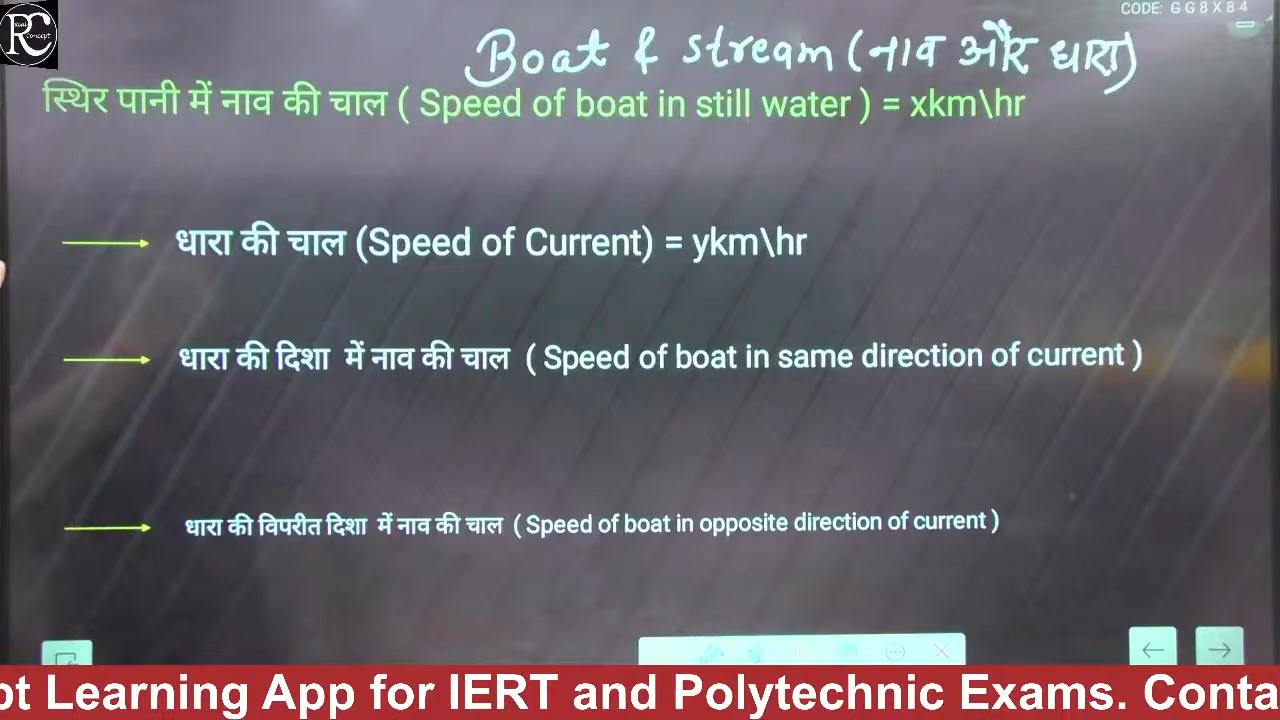 CODE: GG8X84
RC
Boat & stream (नाव और धारा)
स्थिर पानी में नाव की चाल ( Speed of boat in still water ) = xkm\hr
धारा की चाल (Speed of Current) = ykm\hr
धारा की दिशा में नाव की चाल ( Speed of boat in same direction of current )
धारा की विपरीत दिशा में नाव की चाल ( Speed of boat in opposite direction of current )
pt Learning App for IERT and Polytechnic Exams. Conta